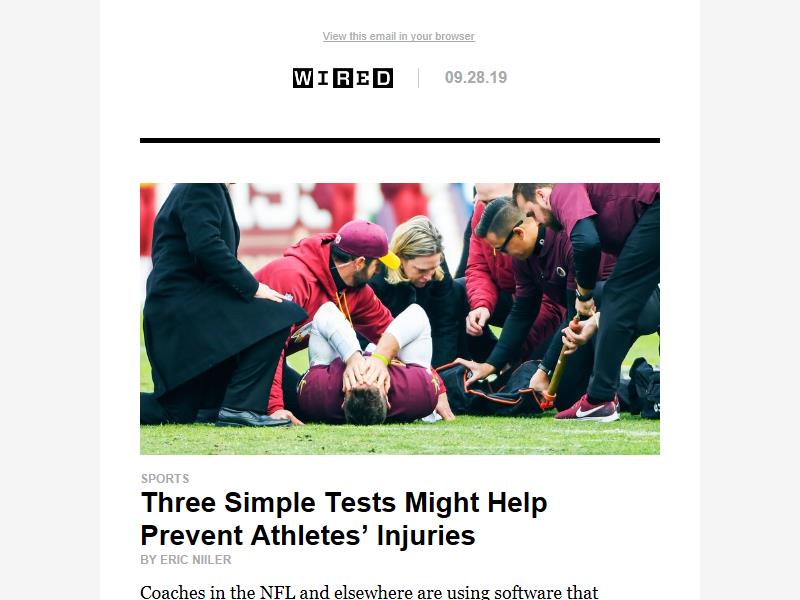 View this email in your browser
WIRED
09.28.19
SPORTS
Three Simple Tests Might Help
Prevent Athletes’ Injuries
BY ERIC NIILER
Coaches in the NFL and elsewhere are using software that